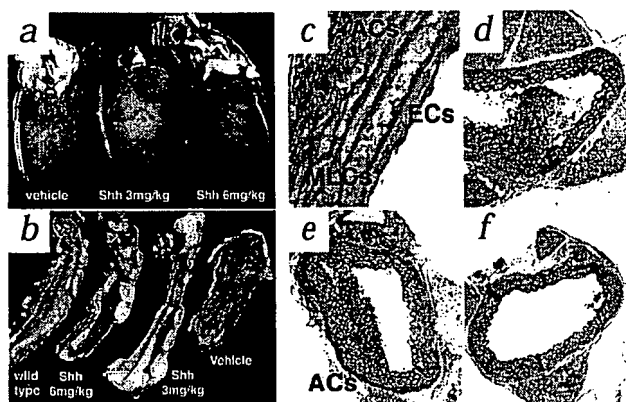 a
vehicle
Shh 3mg/kg
Shh 6mg/kg
b
wild
type
Shh
6mg/kg
Shh
3mg/kg
Vehicle
c
ACs
ECs
MLCs
d
e
ACs
f